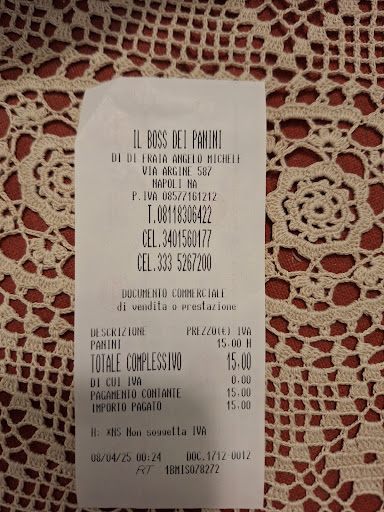 IL BOSS DEI PANINI
DI DI FRAIA ANGELO MICHELE
VIA ARGINE 587
NAPOLI NA
P.IVA 08577161212
T.08118306422
CEL.3401560177
CEL.333 5267200
DOCUMENTO COMMERCIALE
di vendita o prestazione
DESCRIZIONE PREZZO(€) IVA
PANINI 15.00 H
TOTALE COMPLESSIVO 15.00
DI CUI IVA 0.00
PAGAMENTO CONTANTE 15.00
IMPORTO PAGATO 15.00
H: *NS Non soggetta IVA
08/04/25 00:24 DOC.1712-0012
RT 1BMIS078272